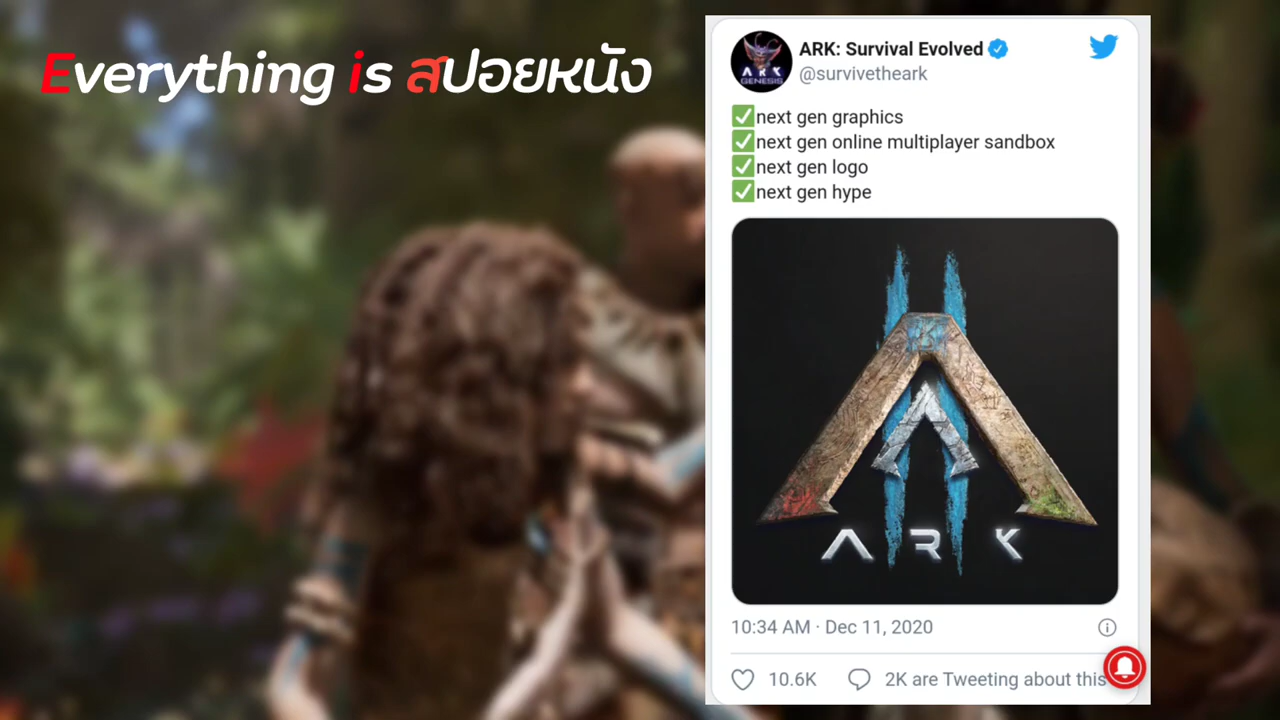 Everything is สปอยหนัง
ARK: Survival Evolved
@survivetheark
ARK
GENESIS
✅next gen graphics
✅next gen online multiplayer sandbox
✅next gen logo
✅next gen hype
ARK
10:34 AM · Dec 11, 2020
10.6K
2K are Tweeting about this